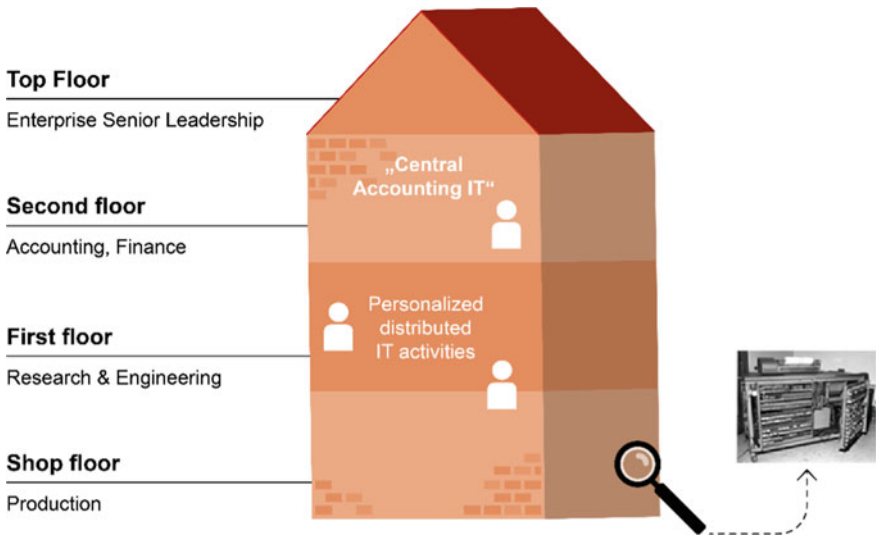 Top Floor
Enterprise Senior Leadership
Second floor
Accounting, Finance
First floor
Research & Engineering
Shop floor
Production
„Central
Accounting IT“
Personalized
distributed
IT activities